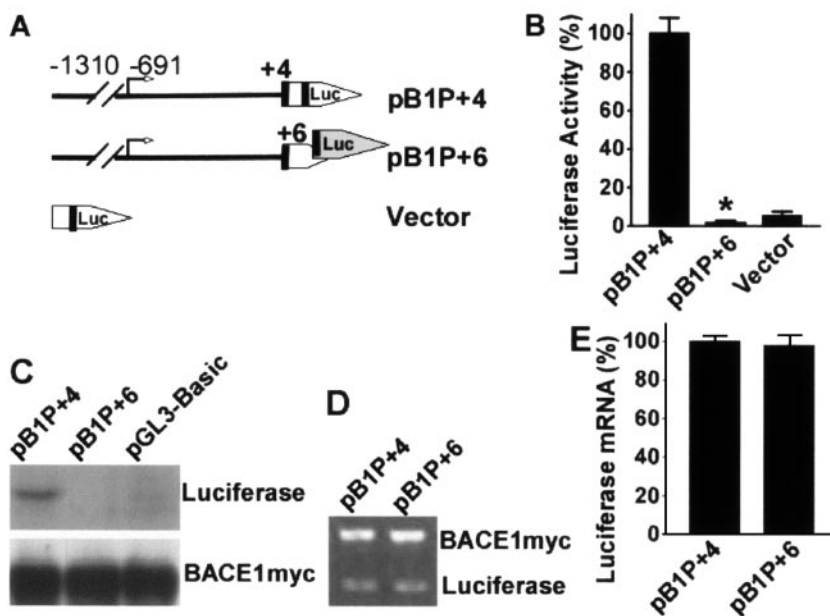 A
-1310 -691
+4
Luc
pB1P+4
+6
Luc
pB1P+6
Luc
Vector
B
Luciferase Activity (%)
100
80
60
40
20
0
*
pB1P+4
pB1P+6
Vector
C
pB1P+4
pB1P+6
pGL3-Basic
Luciferase
BACE1myc
D
pB1P+4
pB1P+6
BACE1myc
Luciferase
E
Luciferase mRNA (%)
100
80
60
40
20
0
pB1P+4
pB1P+6